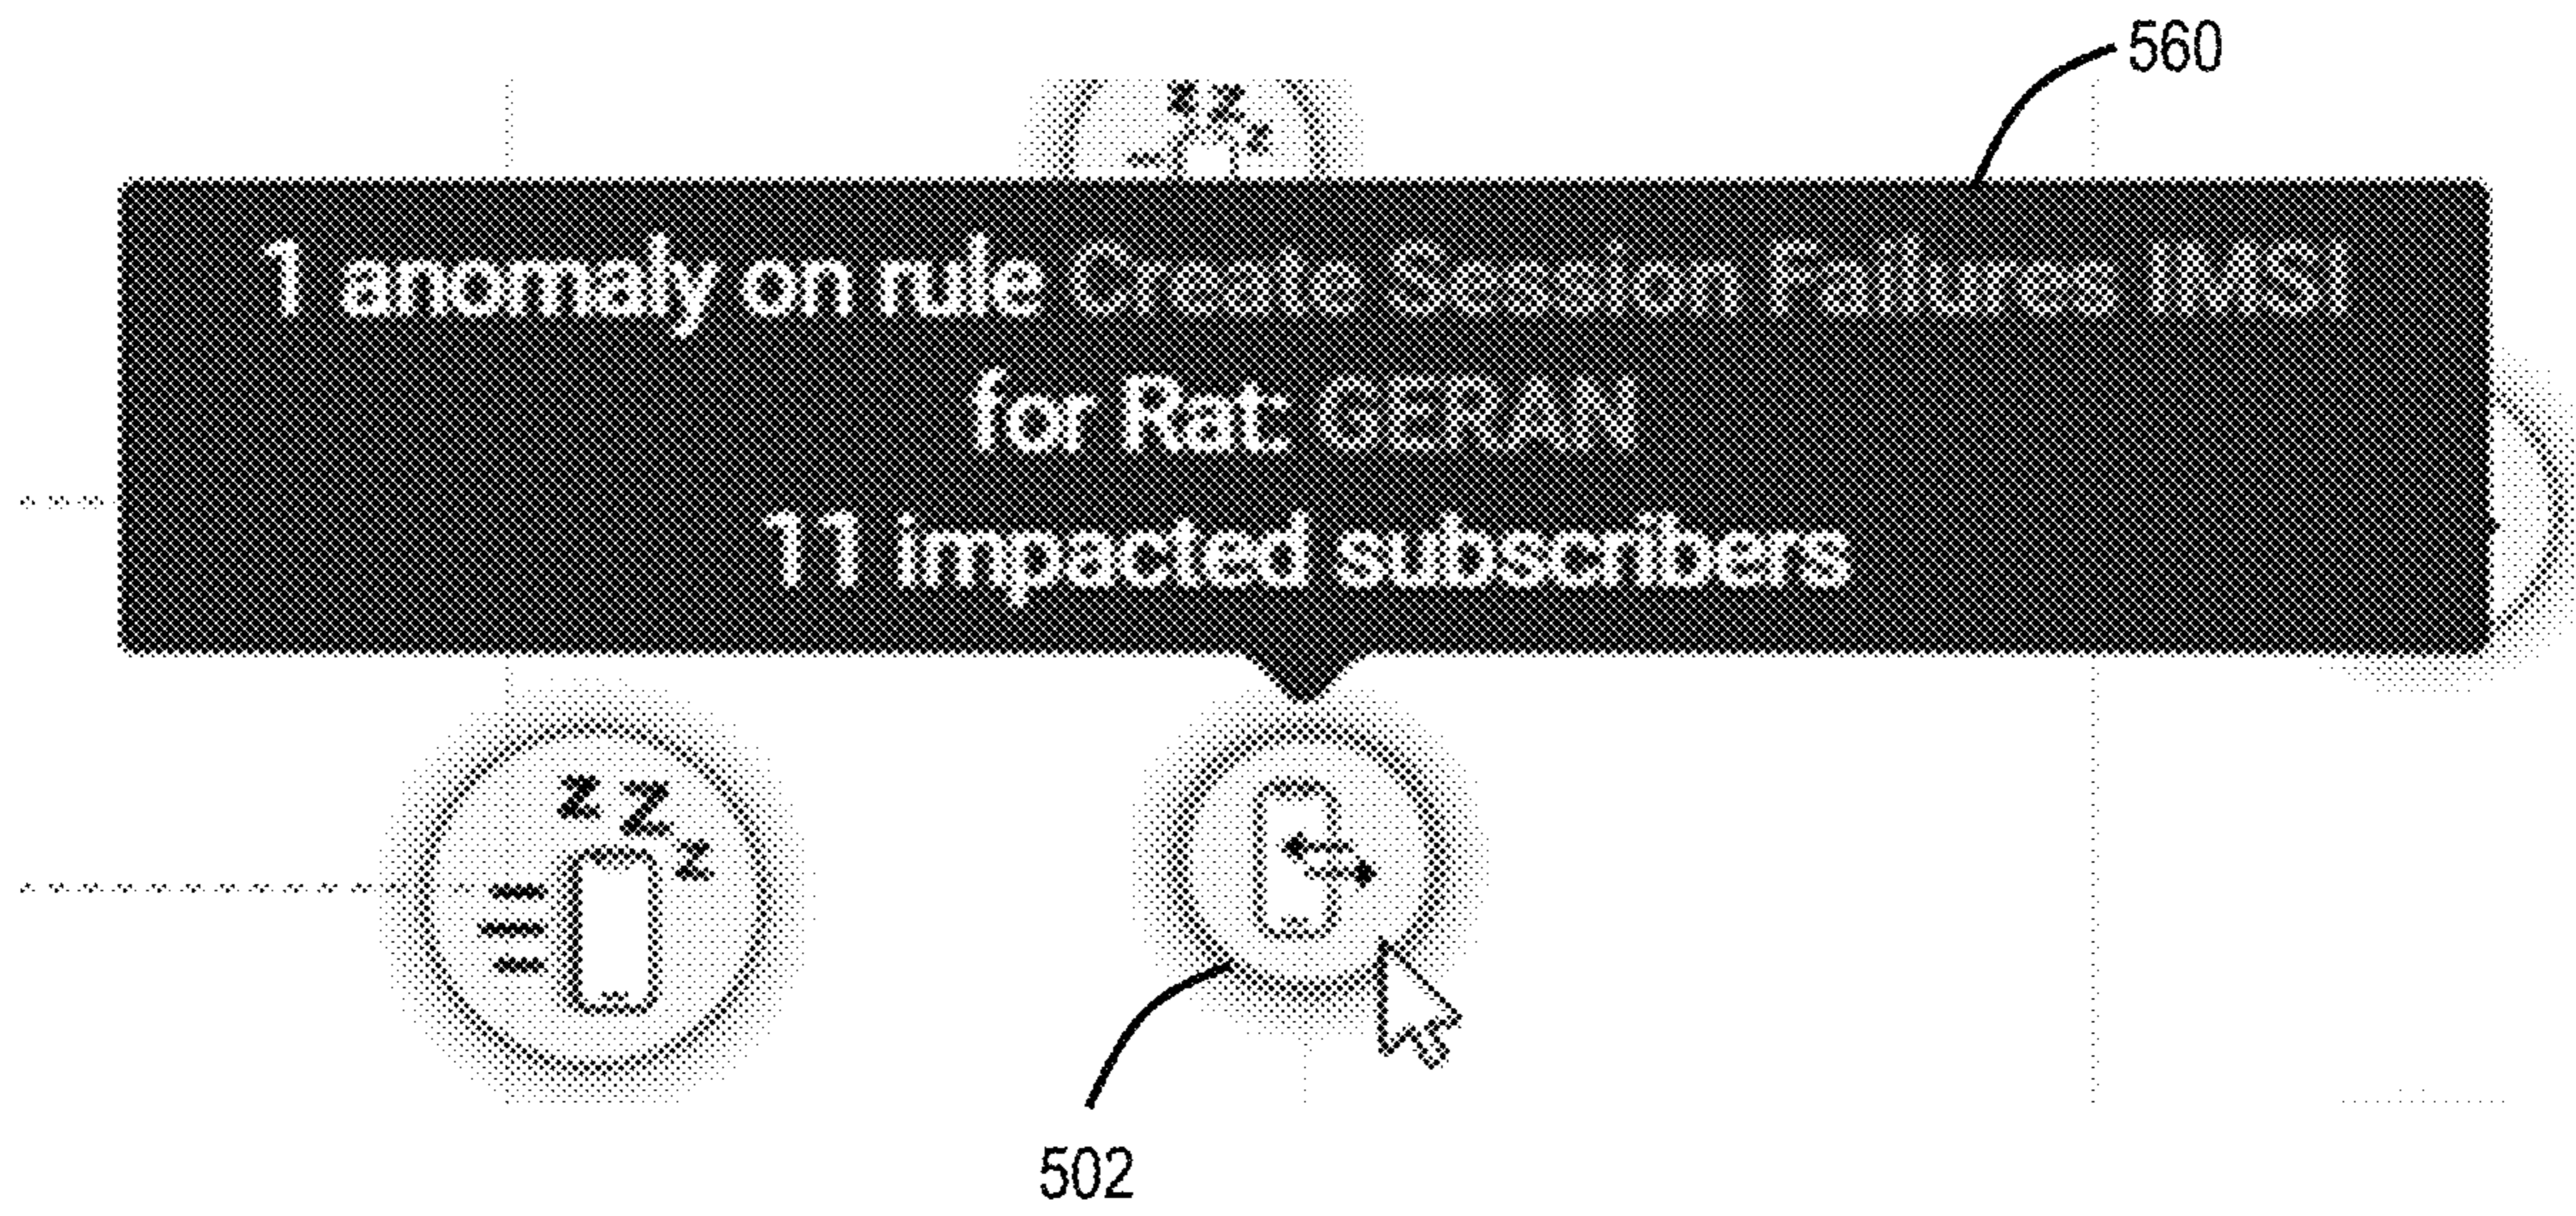 560
z z z
1 anomaly on rule Create Session Failures IMSI
for Rat: GERAN
11 impacted subscribers
z z z
502